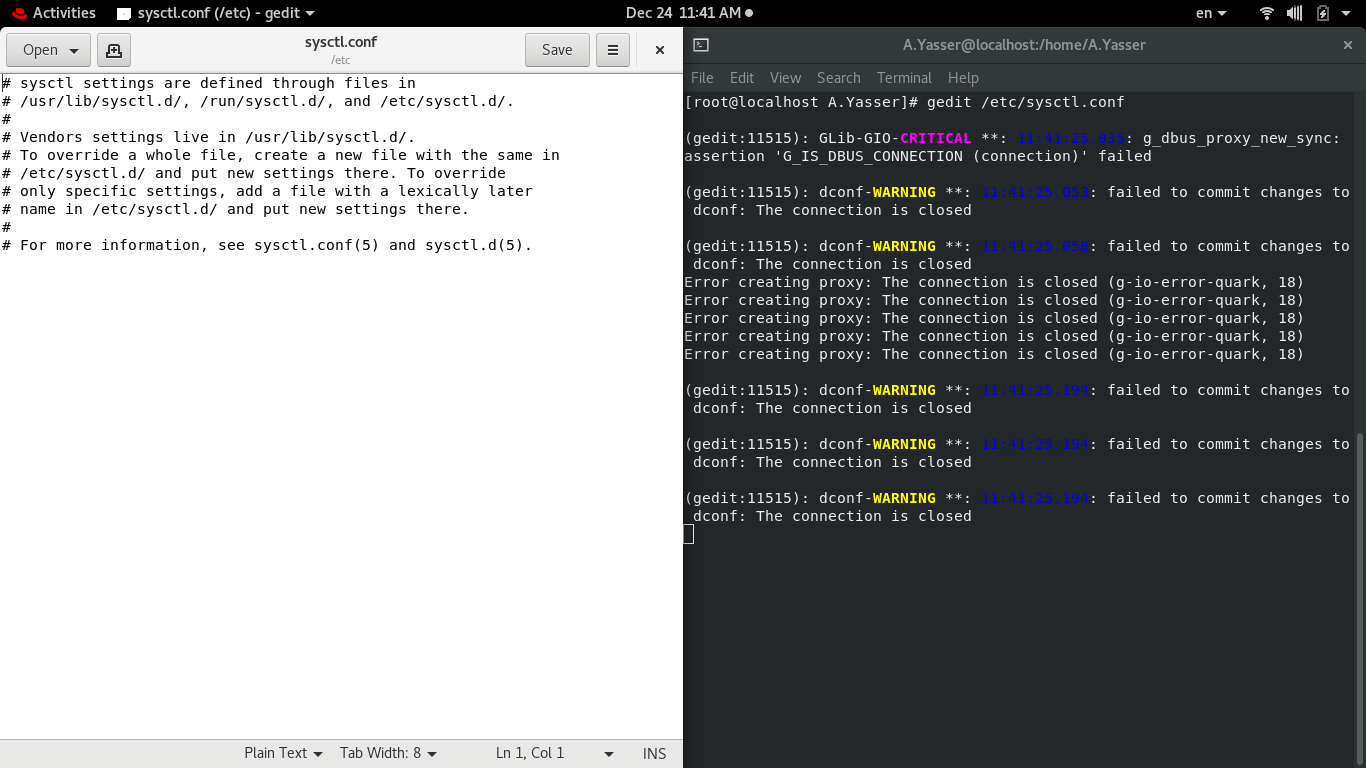 Activities sysctl.conf (/etc) - gedit Dec 24 11:41 AM en
Open sysctl.conf Save
/etc
# sysctl settings are defined through files in
# /usr/lib/sysctl.d/, /run/sysctl.d/, and /etc/sysctl.d/.
#
# Vendors settings live in /usr/lib/sysctl.d/.
# To override a whole file, create a new file with the same in
# /etc/sysctl.d/ and put new settings there. To override
# only specific settings, add a file with a lexically later
# name in /etc/sysctl.d/ and put new settings there.
#
# For more information, see sysctl.conf(5) and sysctl.d(5).
Plain Text Tab Width: 8 Ln 1, Col 1 INS
A.Yasser@localhost:/home/A.Yasser
File Edit View Search Terminal Help
[root@localhost A.Yasser]# gedit /etc/sysctl.conf
(gedit:11515): GLib-GIO-CRITICAL **: 11:41:25.035: g_dbus_proxy_new_sync:
assertion 'G_IS_DBUS_CONNECTION (connection)' failed
(gedit:11515): dconf-WARNING **: 11:41:25.053: failed to commit changes to
dconf: The connection is closed
(gedit:11515): dconf-WARNING **: 11:41:25.058: failed to commit changes to
dconf: The connection is closed
Error creating proxy: The connection is closed (g-io-error-quark, 18)
Error creating proxy: The connection is closed (g-io-error-quark, 18)
Error creating proxy: The connection is closed (g-io-error-quark, 18)
Error creating proxy: The connection is closed (g-io-error-quark, 18)
Error creating proxy: The connection is closed (g-io-error-quark, 18)
(gedit:11515): dconf-WARNING **: 11:41:25.194: failed to commit changes to
dconf: The connection is closed
(gedit:11515): dconf-WARNING **: 11:41:25.194: failed to commit changes to
dconf: The connection is closed
(gedit:11515): dconf-WARNING **: 11:41:25.194: failed to commit changes to
dconf: The connection is closed